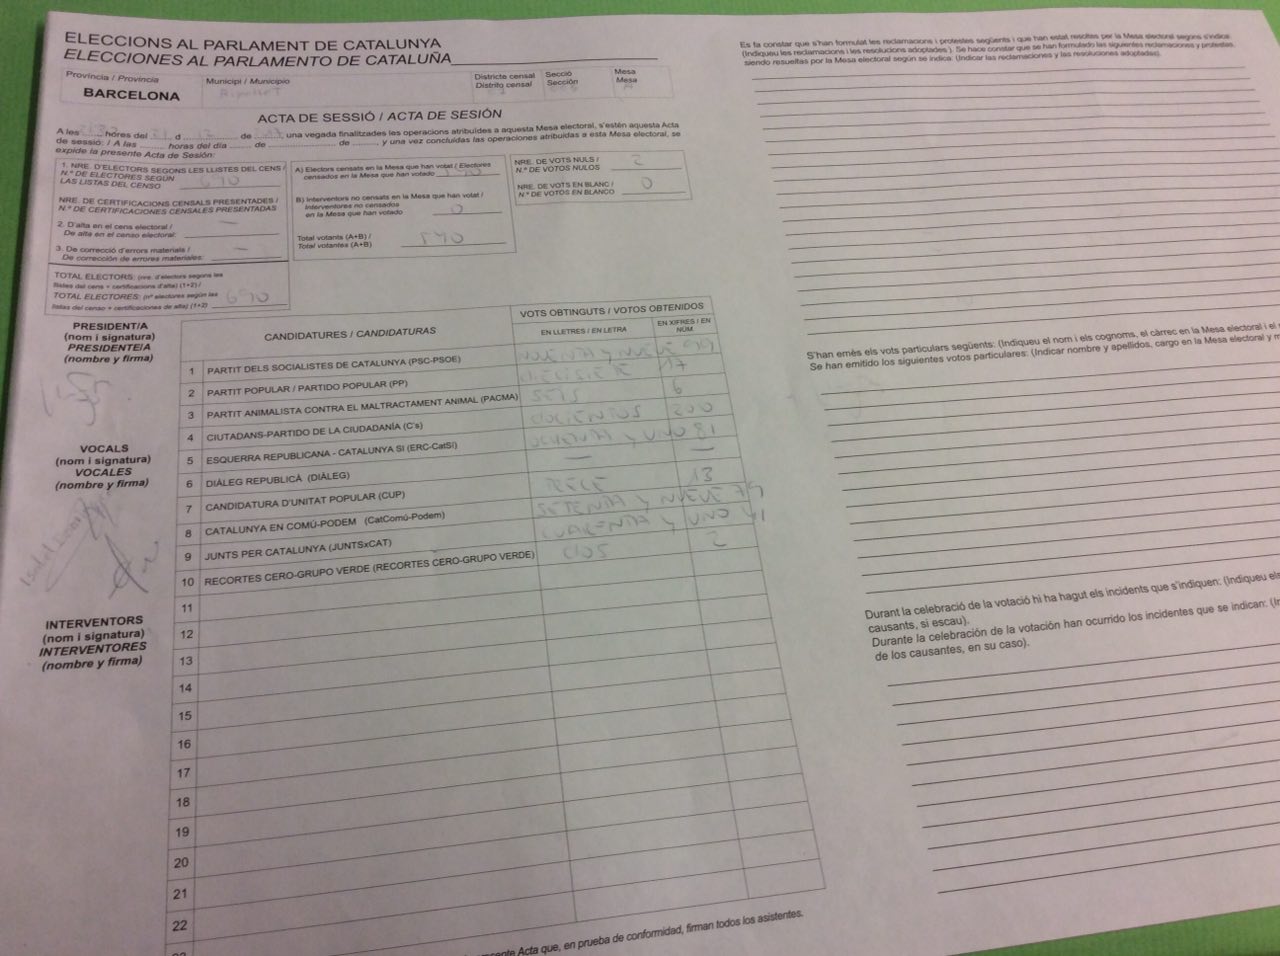 ELECCIONS AL PARLAMENT DE CATALUNYA
ELECCIONES AL PARLAMENTO DE CATALUÑA
Província / Provincia
BARCELONA
Municipi / Municipio
Ripollet
Districte censal
Distrito censal
Secció
Sección
Mesa
Mesa
A
ACTA DE SESSIÓ / ACTA DE SESIÓN
A les ........ hores del ........ d ........ de ........, una vegada finalitzades les operacions atribuïdes a aquesta Mesa electoral, s'estén aquesta Acta
de sessió: / A las ........ horas del día ........ de ........ de ........, y una vez concluidas las operaciones atribuidas a esta Mesa electoral, se
expide la presente Acta de Sesión:
1. NRE. D'ELECTORS SEGONS LES LLISTES DEL CENS /
N.º DE ELECTORES SEGÚN
LAS LISTAS DEL CENSO 690
NRE. DE CERTIFICACIONS CENSALS PRESENTADES /
N.º DE CERTIFICACIONES CENSALES PRESENTADAS
2. D'alta en el cens electoral /
De alta en el censo electoral: —
3. De correcció d'errors materials /
De corrección de errores materiales: —
TOTAL ELECTORS: (nre. d'electors segons les
llistes del cens + certificacions d'alta) (1+2) /
TOTAL ELECTORES: (nº electores según las
listas del censo + certificaciones de alta) (1+2) 690
A) Electors censats en la Mesa que han votat / Electores
censados en la Mesa que han votado 540
B) Interventors no censats en la Mesa que han votat /
Interventores no censados
en la Mesa que han votado 0
Total votants (A+B) /
Total votantes (A+B) 540
NRE. DE VOTS NULS /
N.º DE VOTOS NULOS 2
NRE. DE VOTS EN BLANC /
N.º DE VOTOS EN BLANCO 0
PRESIDENT/A
(nom i signatura)
PRESIDENTE/A
(nombre y firma)
VOCALS
(nom i signatura)
VOCALES
(nombre y firma)
INTERVENTORS
(nom i signatura)
INTERVENTORES
(nombre y firma)
CANDIDATURES / CANDIDATURAS
VOTS OBTINGUTS / VOTOS OBTENIDOS
EN LLETRES / EN LETRA
EN XIFRES / EN NÚM.
1 PARTIT DELS SOCIALISTES DE CATALUNYA (PSC-PSOE) NOVENTA Y NUEVE 99
2 PARTIT POPULAR / PARTIDO POPULAR (PP) DIECISIETE 17
3 PARTIT ANIMALISTA CONTRA EL MALTRACTAMENT ANIMAL (PACMA) SEIS 6
4 CIUTADANS-PARTIDO DE LA CIUDADANÍA (C's) DOCIENTOS 200
5 ESQUERRA REPUBLICANA - CATALUNYA SI (ERC-CatSí) OCHENTA Y UNO 81
6 DIÀLEG REPUBLICÀ (DIÀLEG) — —
7 CANDIDATURA D'UNITAT POPULAR (CUP) TRECE 13
8 CATALUNYA EN COMÚ-PODEM (CatComú-Podem) SETENTA Y NUEVE 79
9 JUNTS PER CATALUNYA (JUNTSxCAT) CUARENTA Y UNO 41
10 RECORTES CERO-GRUPO VERDE (RECORTES CERO-GRUPO VERDE) DOS 2
11
12
13
14
15
16
17
18
19
20
21
22
23
Acta que, en prueba de conformidad, firman todos los asistentes.
Es fa constar que s'han formulat les reclamacions i protestes següents i que han estat resoltes per la Mesa electoral segons s'indica:
(Indiqueu les reclamacions i les resolucions adoptades ). Se hace constar que se han formulado las siguientes reclamaciones y protestas,
siendo resueltas por la Mesa electoral según se indica: (Indicar las reclamaciones y las resoluciones adoptadas).
S'han emès els vots particulars següents: (Indiqueu el nom i els cognoms, el càrrec en la Mesa electoral i el
Se han emitido los siguientes votos particulares: (Indicar nombre y apellidos, cargo en la Mesa electoral y
Durant la celebració de la votació hi ha hagut els incidents que s'indiquen: (Indiqueu els
causants, si escau).
Durante la celebración de la votación han ocurrido los incidentes que se indican:
de los causantes, en su caso).